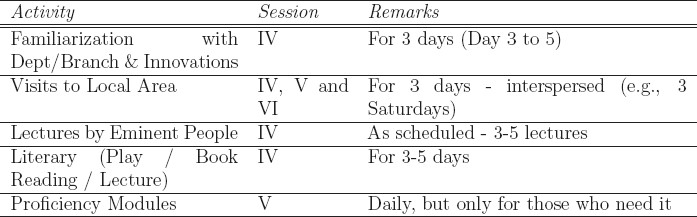 Activity Session Remarks
Familiarization with IV For 3 days (Day 3 to 5)
Dept/Branch & Innovations
Visits to Local Area IV, V and For 3 days - interspersed (e.g., 3
VI Saturdays)
Lectures by Eminent People IV As scheduled - 3-5 lectures
Literary (Play / Book IV For 3-5 days
Reading / Lecture)
Proficiency Modules V Daily, but only for those who need it